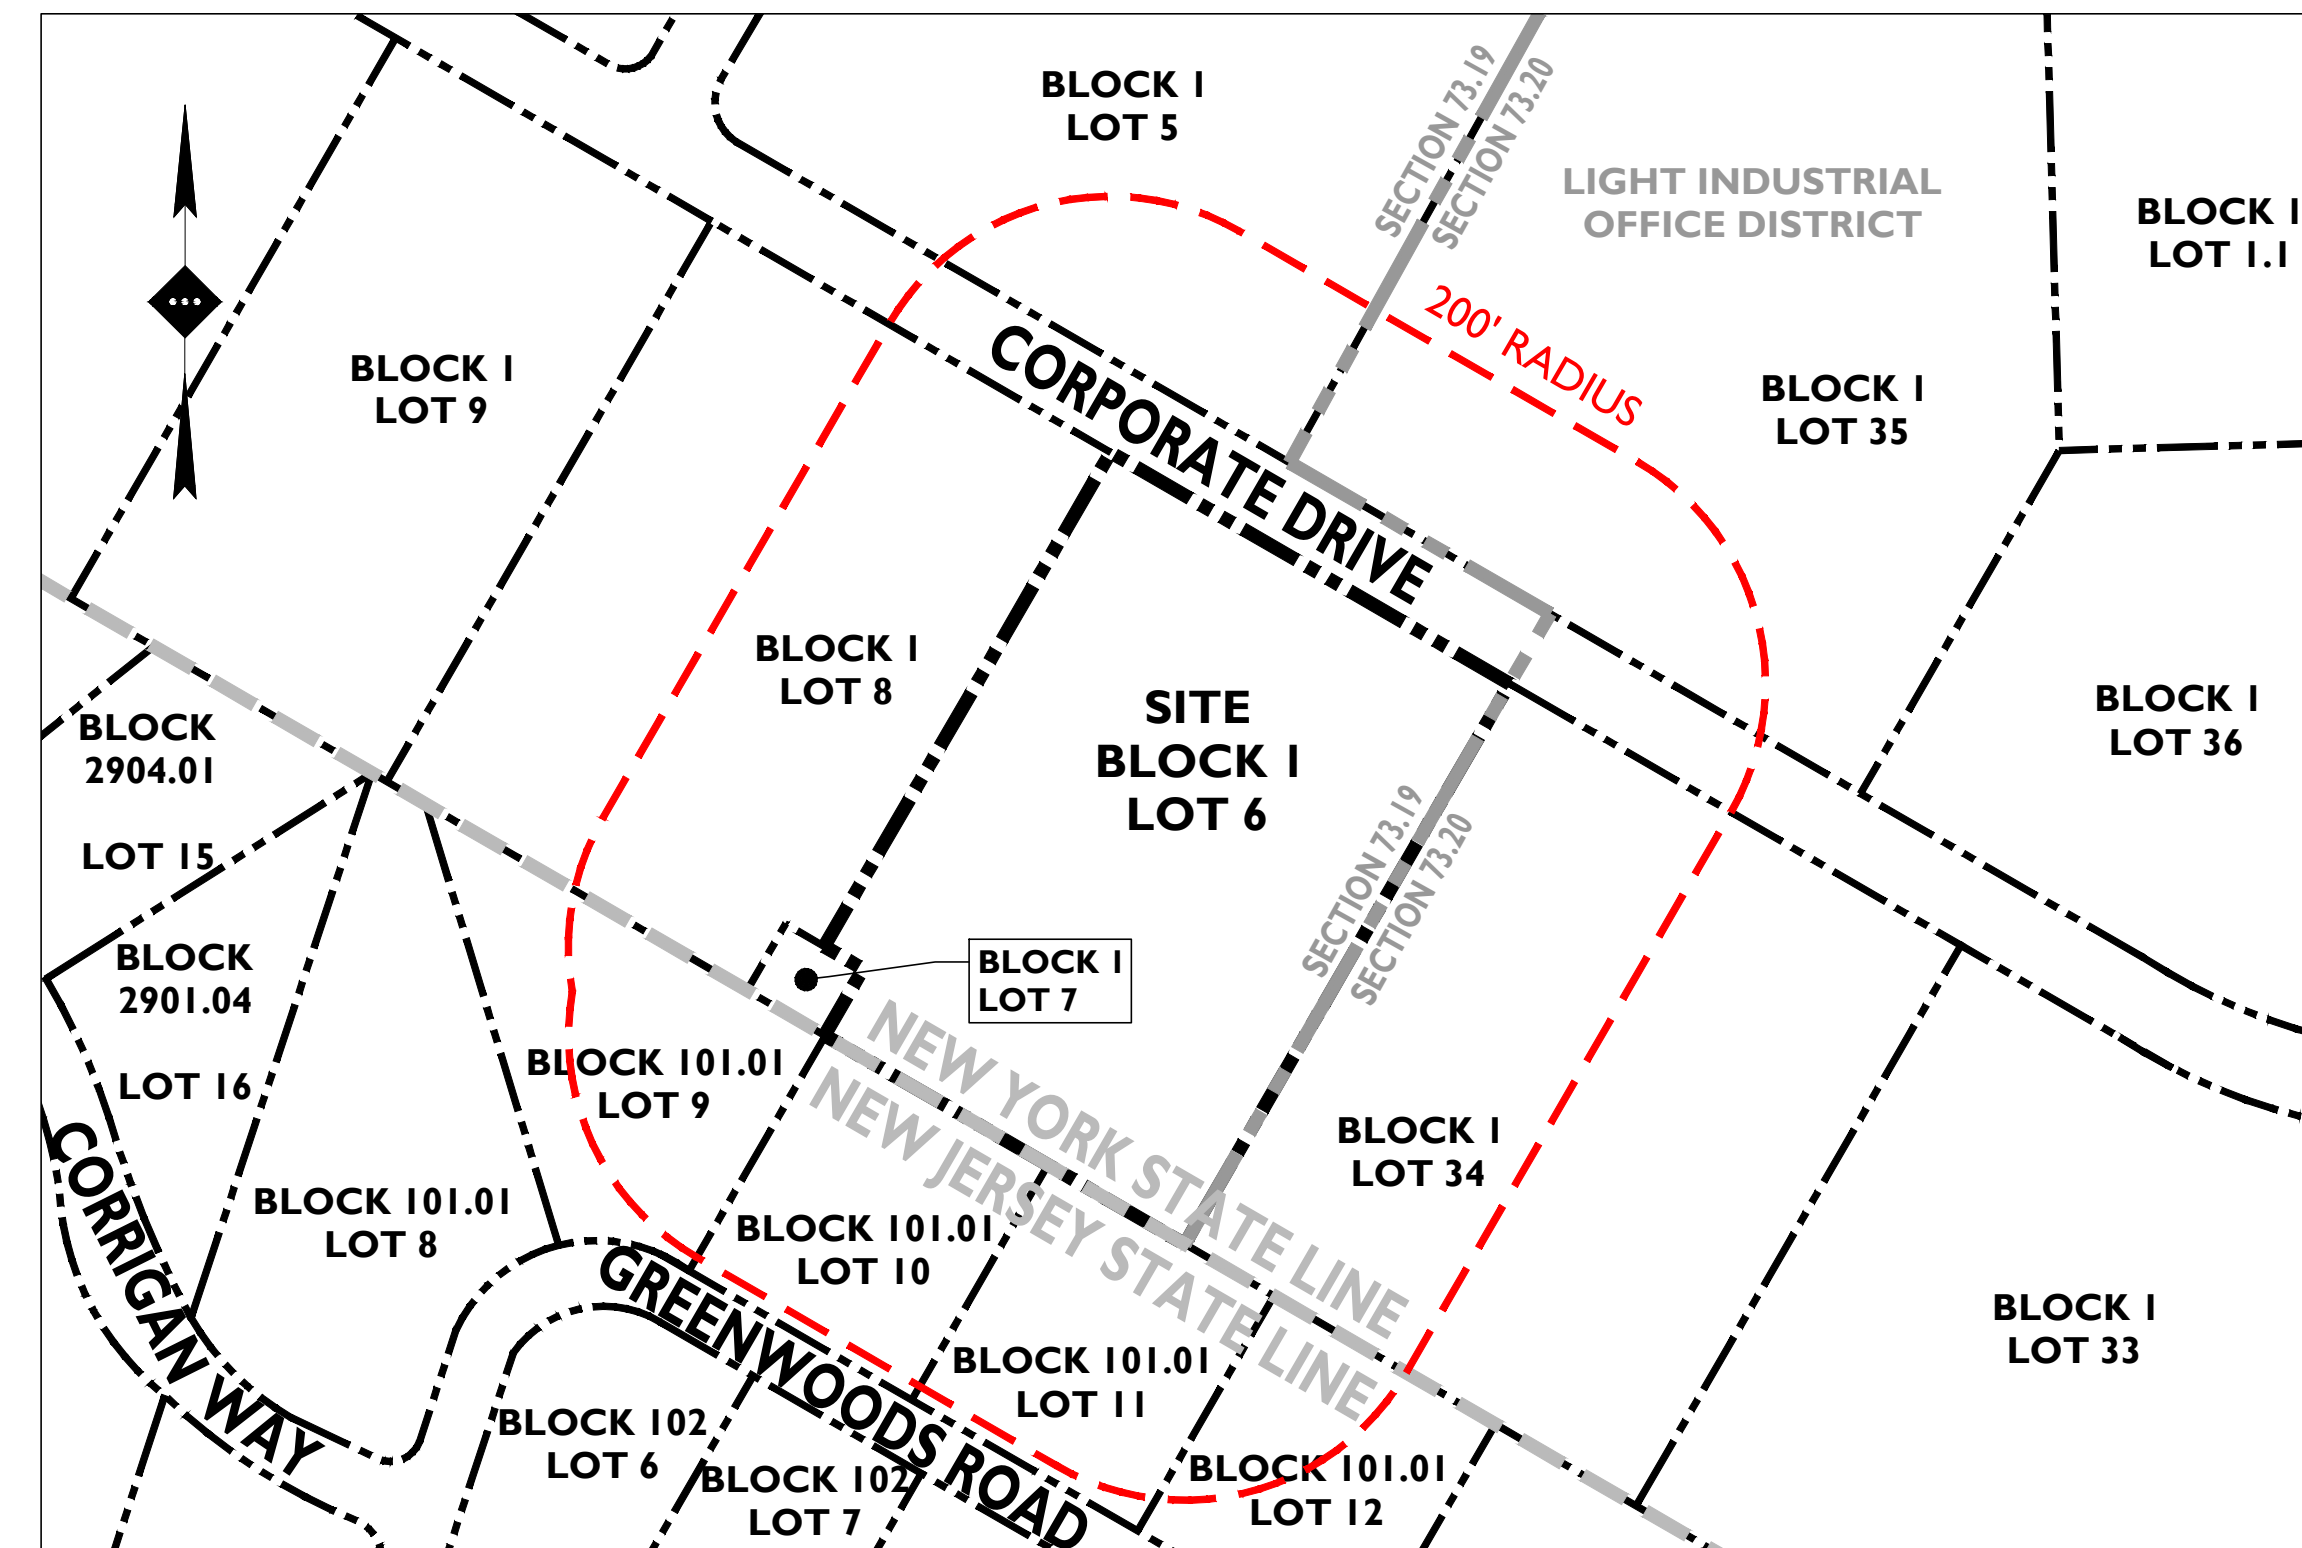 BLOCK 1
LOT 5
SECTION 73.19
SECTION 73.20
LIGHT INDUSTRIAL
OFFICE DISTRICT
BLOCK 1
LOT 1.1
200' RADIUS
BLOCK 1
LOT 9
CORPORATE DRIVE
BLOCK 1
LOT 35
BLOCK 1
LOT 8
SITE
BLOCK 1
LOT 6
BLOCK 1
LOT 36
BLOCK
2904.01
LOT 15
SECTION 73.19
SECTION 73.20
BLOCK
2901.04
LOT 16
BLOCK 1
LOT 7
BLOCK 101.01
LOT 9
NEW YORK STATE LINE
NEW JERSEY STATE LINE
BLOCK 1
LOT 34
CORRIGAN WAY
BLOCK 101.01
LOT 8
BLOCK 101.01
LOT 10
GREENWOODS ROAD
BLOCK 1
LOT 33
BLOCK 101.01
LOT 11
BLOCK 102
LOT 6
BLOCK 102
LOT 7
BLOCK 101.01
LOT 12